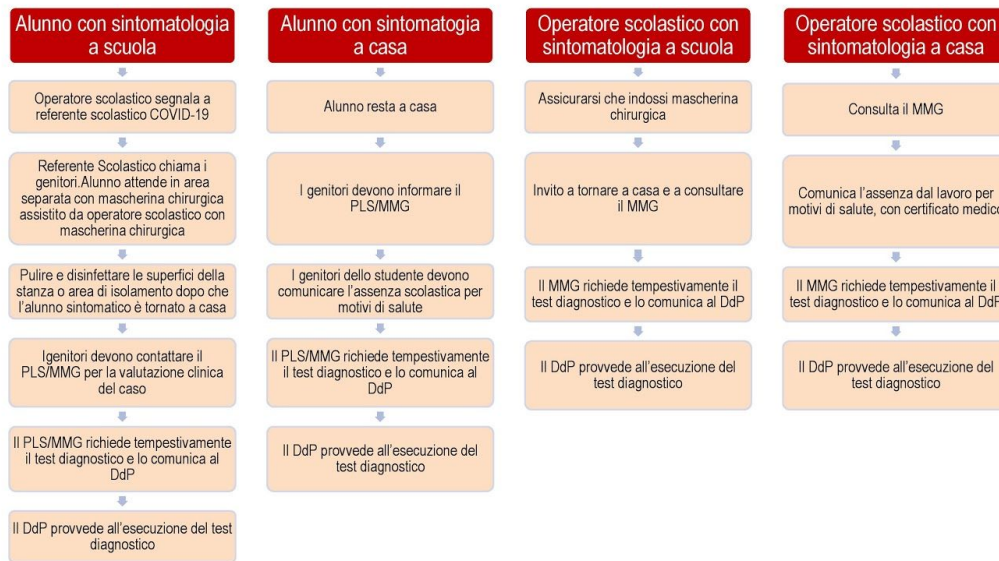 Alunno con sintomatologia
a scuola
Operatore scolastico segnala a
referente scolastico COVID-19
Referente Scolastico chiama i
genitori.Alunno attende in area
separata con mascherina chirurgica
assistito da operatore scolastico con
mascherina chirurgica
Pulire e disinfettare le superfici della
stanza o area di isolamento dopo che
l'alunno sintomatico è tornato a casa
Igenitori devono contattare il
PLS/MMG per la valutazione clinica
del caso
Il PLS/MMG richiede tempestivamente
il test diagnostico e lo comunica al
DdP
Il DdP provvede all'esecuzione del test
diagnostico
Alunno con sintomatogia
a casa
Alunno resta a casa
I genitori devono informare il
PLS/MMG
I genitori dello studente devono
comunicare l'assenza scolastica per
motivi di salute
Il PLS/MMG richiede tempestivamente
il test diagnostico e lo comunica al
DdP
Il DdP provvede all'esecuzione del
test diagnostico
Operatore scolastico con
sintomatologia a scuola
Assicurarsi che indossi mascherina
chirurgica
Invito a tornare a casa e a consultare
il MMG
Il MMG richiede tempestivamente il
test diagnostico e lo comunica al DdP
Il DdP provvede all'esecuzione del
test diagnostico
Operatore scolastico con
sintomatologia a casa
Consulta il MMG
Comunica l'assenza dal lavoro per
motivi di salute, con certificato medico
Il MMG richiede tempestivamente il
test diagnostico e lo comunica al DdP
Il DdP provvede all'esecuzione del
test diagnostico